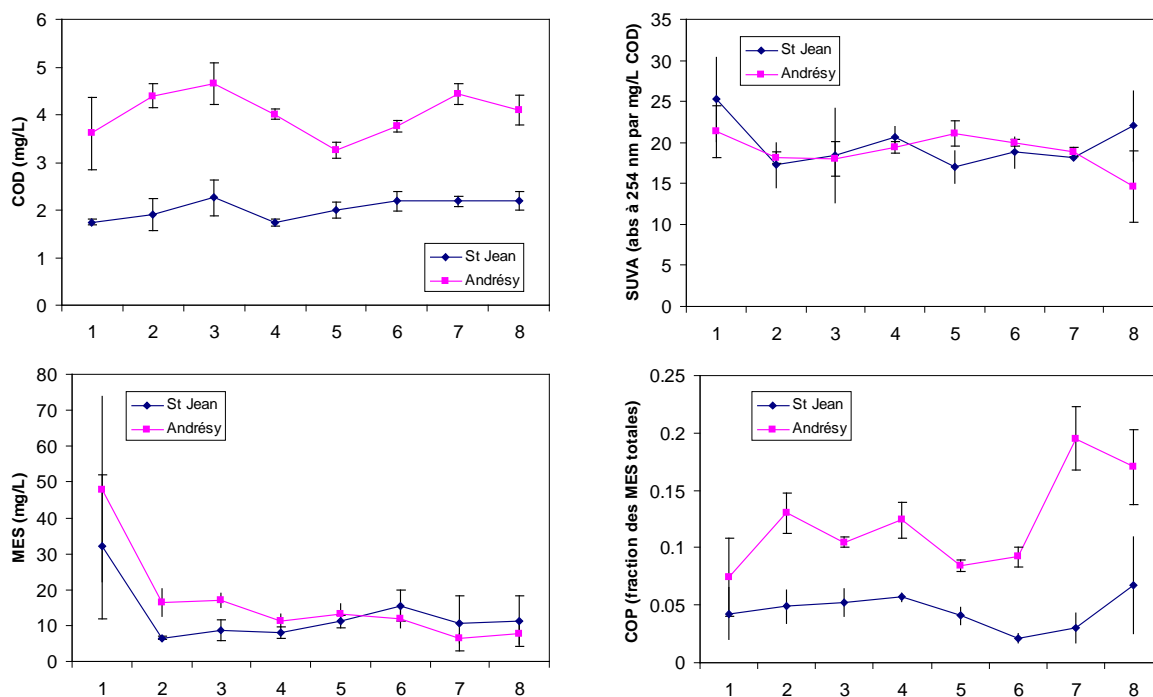 COD (mg/L)
6
5
4
3
2
1
0
St Jean
Andrésy
1 2 3 4 5 6 7 8
SUVA (abs à 254 nm par mg/L COD)
35
30
25
20
15
10
5
0
St Jean
Andrésy
1 2 3 4 5 6 7 8
MES (mg/L)
80
70
60
50
40
30
20
10
0
St Jean
Andrésy
1 2 3 4 5 6 7 8
COP (fraction des MES totales)
0.25
0.2
0.15
0.1
0.05
0
St Jean
Andrésy
1 2 3 4 5 6 7 8